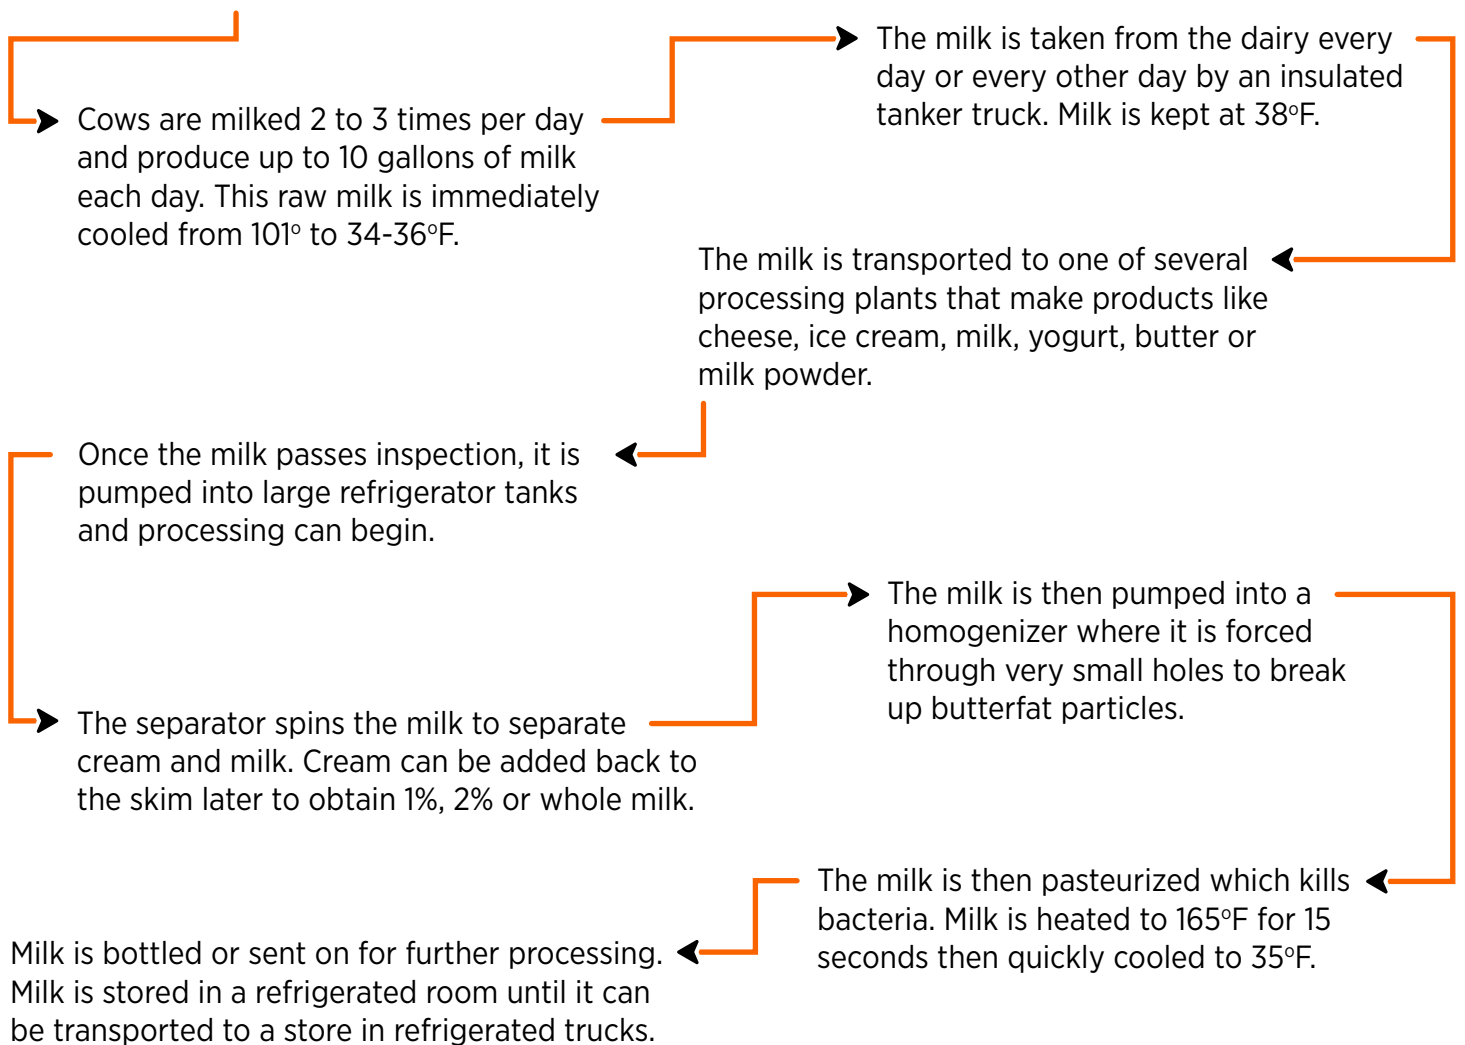 Cows are milked 2 to 3 times per day
and produce up to 10 gallons of milk
each day. This raw milk is immediately
cooled from 101º to 34-36ºF.
The milk is taken from the dairy every
day or every other day by an insulated
tanker truck. Milk is kept at 38ºF.
The milk is transported to one of several
processing plants that make products like
cheese, ice cream, milk, yogurt, butter or
milk powder.
Once the milk passes inspection, it is
pumped into large refrigerator tanks
and processing can begin.
The separator spins the milk to separate
cream and milk. Cream can be added back to
the skim later to obtain 1%, 2% or whole milk.
The milk is then pumped into a
homogenizer where it is forced
through very small holes to break
up butterfat particles.
The milk is then pasteurized which kills
bacteria. Milk is heated to 165ºF for 15
seconds then quickly cooled to 35ºF.
Milk is bottled or sent on for further processing.
Milk is stored in a refrigerated room until it can
be transported to a store in refrigerated trucks.